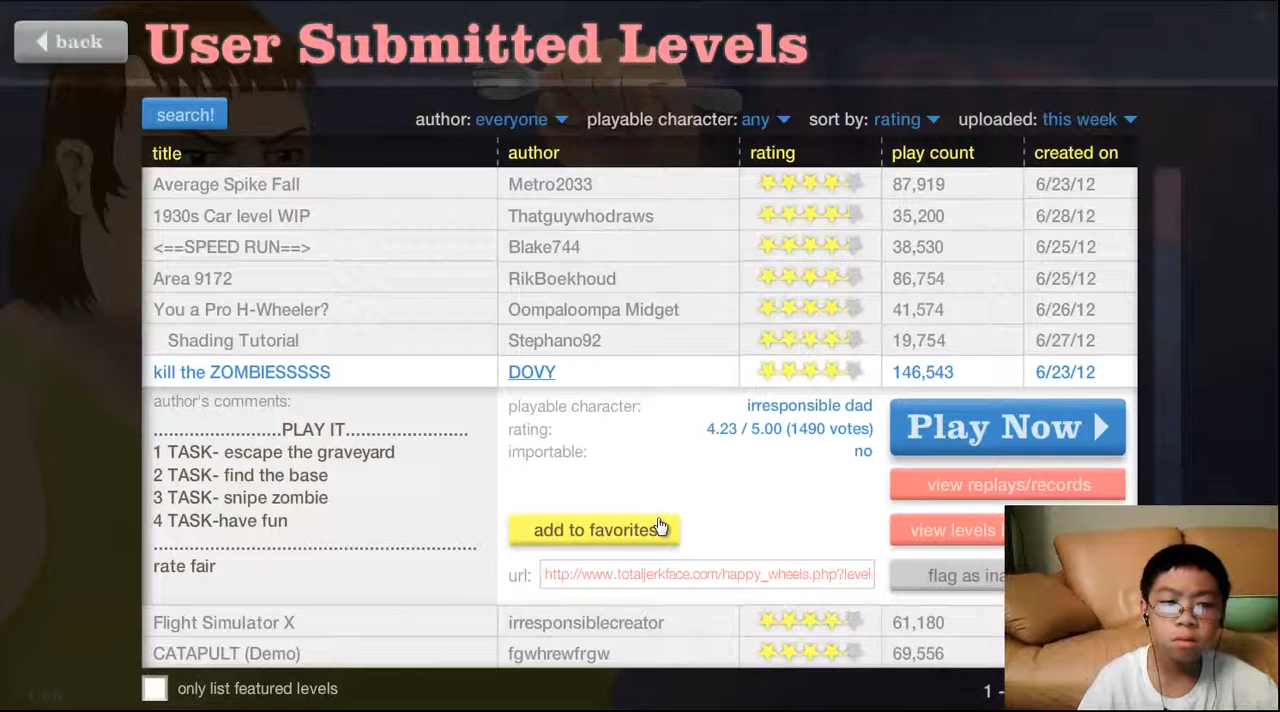 back
User Submitted Levels
search!
author: everyone playable character: any sort by: rating uploaded: this week
title author rating play count created on
Average Spike Fall Metro2033 87,919 6/23/12
1930s Car level WIP Thatguywhodraws 35,200 6/28/12
<==SPEED RUN==> Blake744 38,530 6/25/12
Area 9172 RikBoekhoud 86,754 6/25/12
You a Pro H-Wheeler? Oompaloompa Midget 41,574 6/26/12
Shading Tutorial Stephano92 19,754 6/27/12
kill the ZOMBIESSSSS DOVY 146,543 6/23/12
author's comments:
........................PLAY IT.......................
1 TASK- escape the graveyard
2 TASK- find the base
3 TASK- snipe zombie
4 TASK-have fun
..............................................................
rate fair
playable character: irresponsible dad
rating: 4.23 / 5.00 (1490 votes)
importable: no
add to favorites
url: http://www.totaljerkface.com/happy_wheels.php?level
Play Now
view replays/records
view levels
flag as ina
Flight Simulator X irresponsiblecreator 61,180
CATAPULT (Demo) fgwhrewfrgw 69,556
only list featured levels
1 -